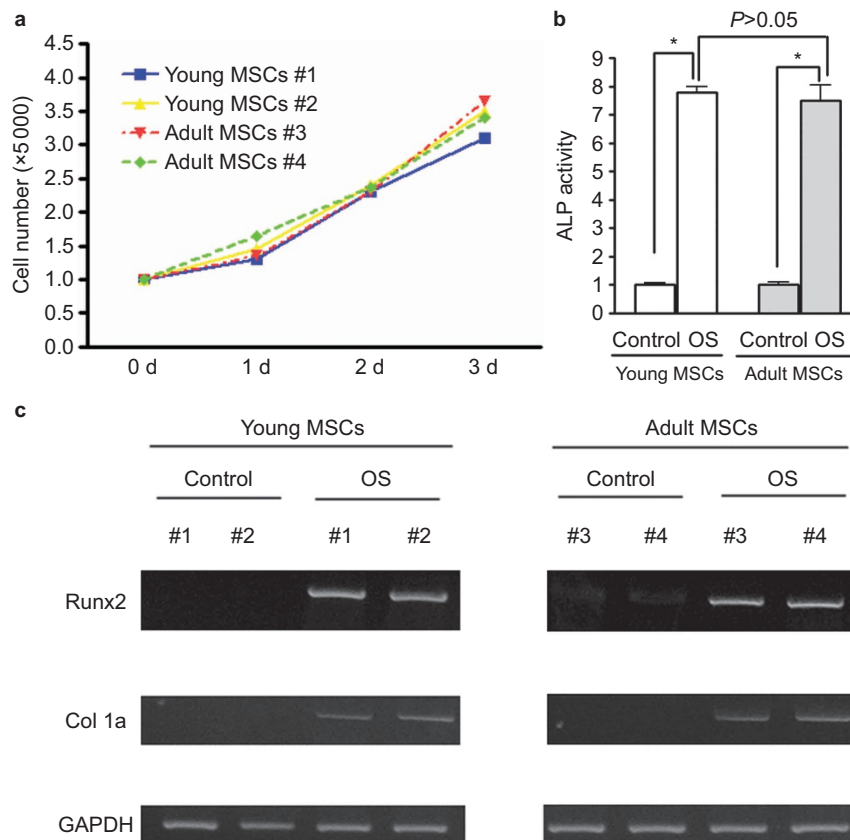 a
Cell number (×5 000)
4.5
4.0
3.5
3.0
2.5
2.0
1.5
1.0
0.5
0.0
Young MSCs #1
Young MSCs #2
Adult MSCs #3
Adult MSCs #4
0 d 1 d 2 d 3 d
b
P>0.05
* *
ALP activity
9
8
7
6
5
4
3
2
1
0
Control OS Control OS
Young MSCs Adult MSCs
c
Young MSCs Adult MSCs
Control OS Control OS
#1 #2 #1 #2 #3 #4 #3 #4
Runx2
Col 1a
GAPDH